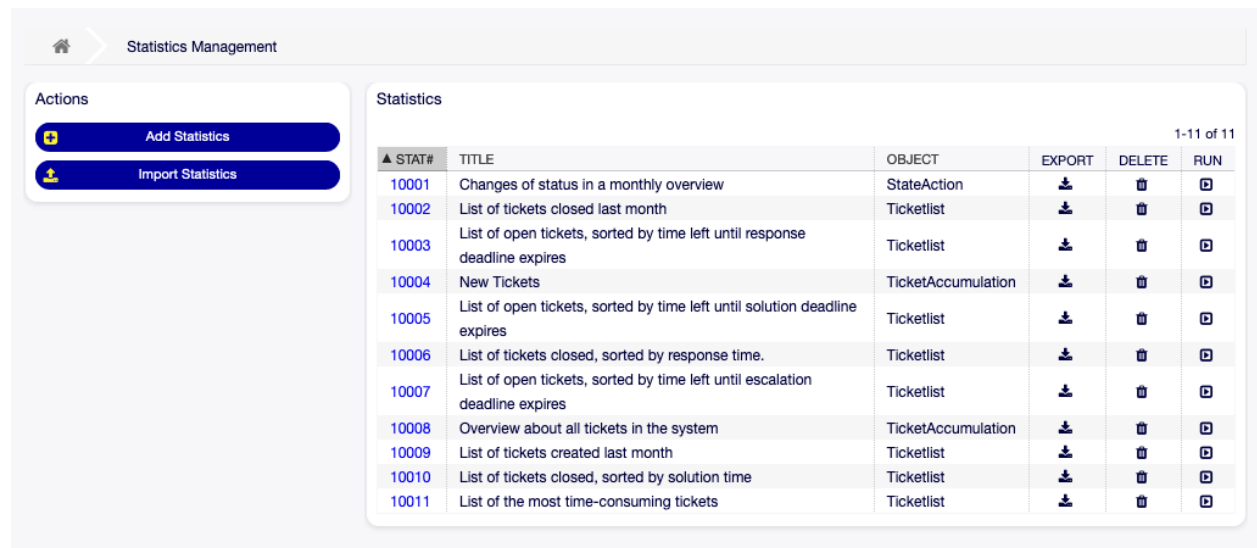 Statistics Management
Actions
Add Statistics
Import Statistics
Statistics
1-11 of 11
▲ STAT# TITLE OBJECT EXPORT DELETE RUN
10001 Changes of status in a monthly overview StateAction
10002 List of tickets closed last month Ticketlist
10003 List of open tickets, sorted by time left until response
deadline expires Ticketlist
10004 New Tickets TicketAccumulation
10005 List of open tickets, sorted by time left until solution deadline
expires Ticketlist
10006 List of tickets closed, sorted by response time. Ticketlist
10007 List of open tickets, sorted by time left until escalation
deadline expires Ticketlist
10008 Overview about all tickets in the system TicketAccumulation
10009 List of tickets created last month Ticketlist
10010 List of tickets closed, sorted by solution time Ticketlist
10011 List of the most time-consuming tickets Ticketlist